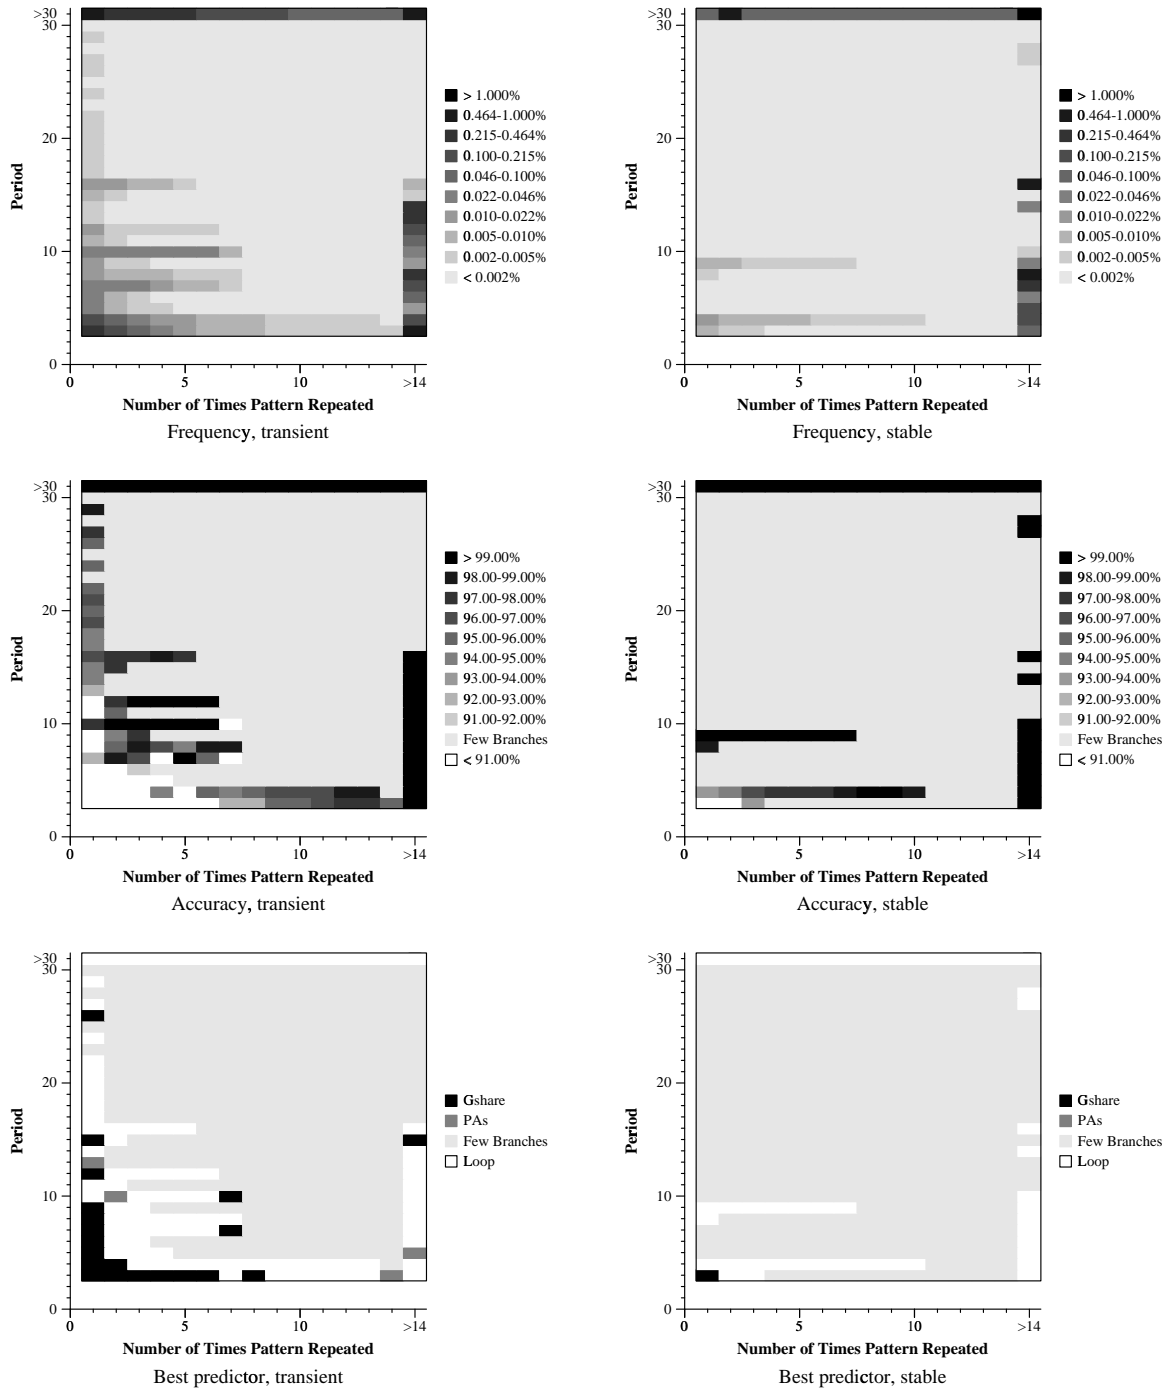 >30
30
20
10
0
Period
0 5 10 >14
Number of Times Pattern Repeated
> 1.000%
0.464-1.000%
0.215-0.464%
0.100-0.215%
0.046-0.100%
0.022-0.046%
0.010-0.022%
0.005-0.010%
0.002-0.005%
< 0.002%
Frequency, transient
>30
30
20
10
0
Period
0 5 10 >14
Number of Times Pattern Repeated
> 1.000%
0.464-1.000%
0.215-0.464%
0.100-0.215%
0.046-0.100%
0.022-0.046%
0.010-0.022%
0.005-0.010%
0.002-0.005%
< 0.002%
Frequency, stable
>30
30
20
10
0
Period
0 5 10 >14
Number of Times Pattern Repeated
> 99.00%
98.00-99.00%
97.00-98.00%
96.00-97.00%
95.00-96.00%
94.00-95.00%
93.00-94.00%
92.00-93.00%
91.00-92.00%
Few Branches
< 91.00%
Accuracy, transient
>30
30
20
10
0
Period
0 5 10 >14
Number of Times Pattern Repeated
> 99.00%
98.00-99.00%
97.00-98.00%
96.00-97.00%
95.00-96.00%
94.00-95.00%
93.00-94.00%
92.00-93.00%
91.00-92.00%
Few Branches
< 91.00%
Accuracy, stable
>30
30
20
10
0
Period
0 5 10 >14
Number of Times Pattern Repeated
Gshare
PAs
Few Branches
Loop
Best predictor, transient
>30
30
20
10
0
Period
0 5 10 >14
Number of Times Pattern Repeated
Gshare
PAs
Few Branches
Loop
Best predictor, stable